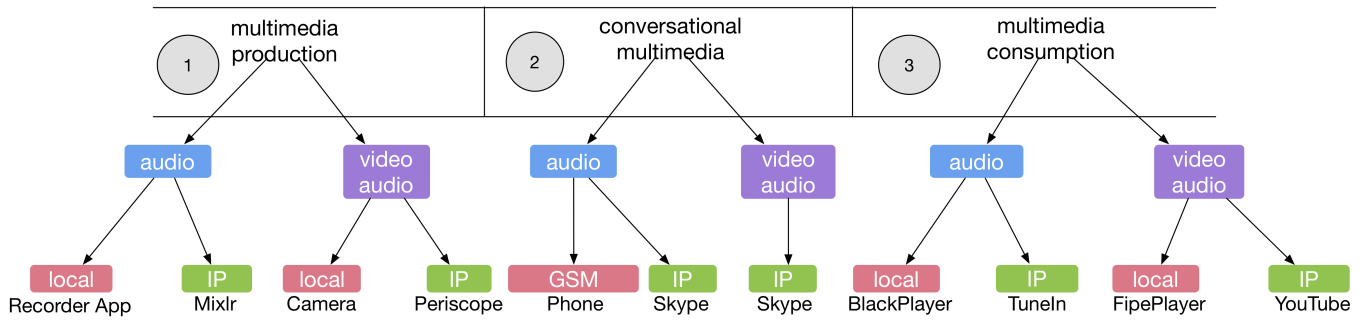 1
multimedia
production
2
conversational
multimedia
3
multimedia
consumption
audio
video
audio
audio
video
audio
audio
video
audio
local
IP
local
IP
GSM
IP
IP
local
IP
local
IP
Recorder App
Mixlr
Camera
Periscope
Phone
Skype
Skype
BlackPlayer
TuneIn
FipePlayer
YouTube